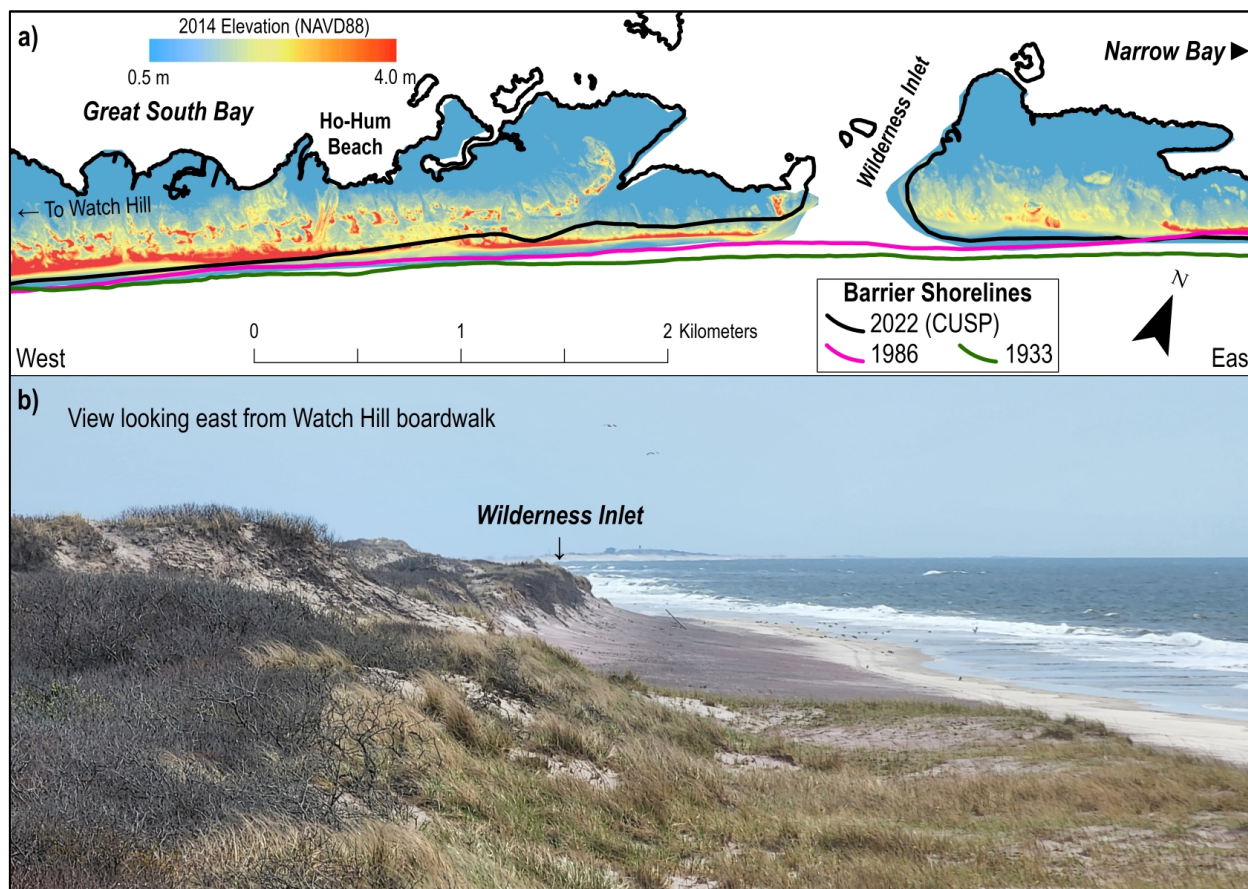 a)
2014 Elevation (NAVD88)
0.5 m
4.0 m
Great South Bay
Ho-Hum
Beach
Wilderness Inlet
Narrow Bay
← To Watch Hill
N
0
1
2 Kilometers
Barrier Shorelines
2022 (CUSP)
1986
1933
West
East
b)
View looking east from Watch Hill boardwalk
Wilderness Inlet